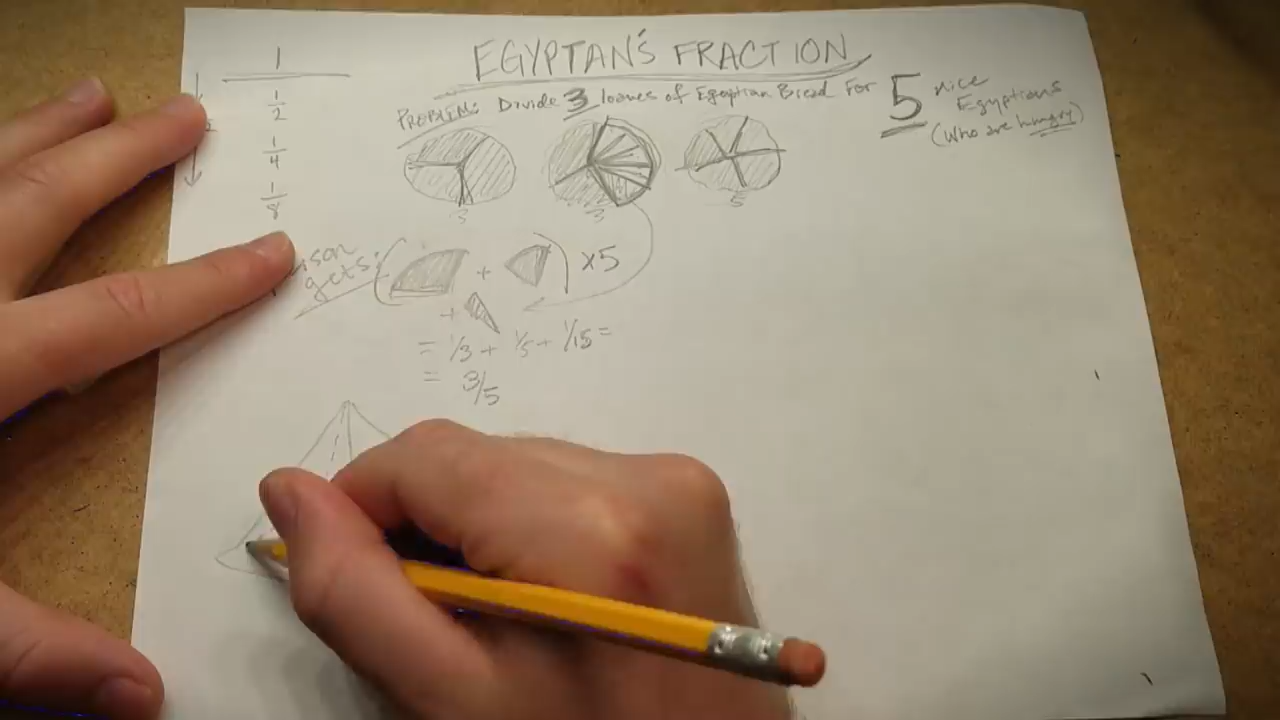 EGYPTAN'S FRACTION
PROBLEM: Divide 3 loaves of Egyptian Bread For 5 nice
Egyptians
(Who are hungry)
1
1/2
1/4
1/8
3
3
5
gets:
+
x5
+
= 1/3 + 1/5 + 1/15 =
= 3/5